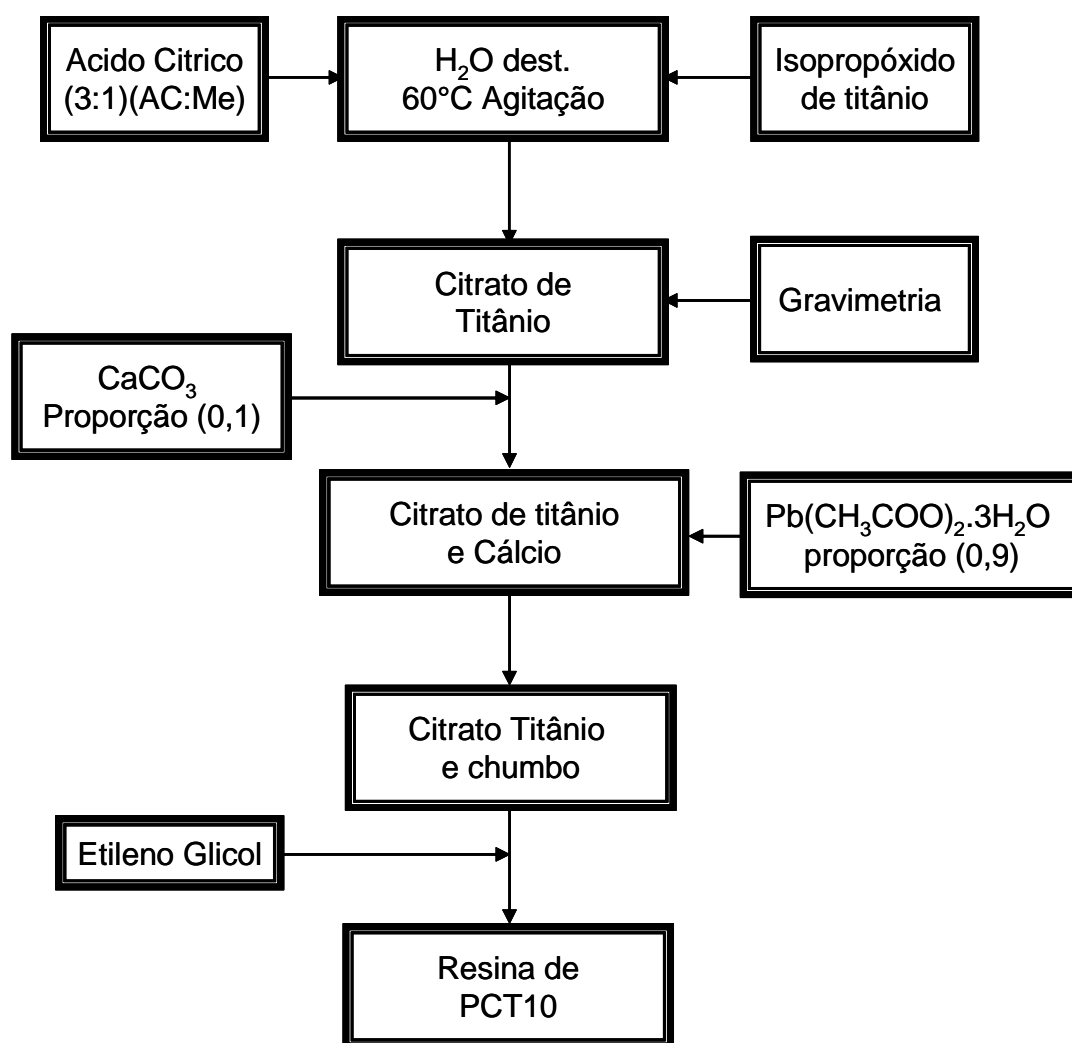 Acido Citrico
(3:1)(AC:Me)
H₂O dest.
60°C Agitação
Isopropóxido
de titânio
Citrato de
Titânio
Gravimetria
CaCO₃
Proporção (0,1)
Citrato de titânio
e Cálcio
Pb(CH₃COO)₂.3H₂O
proporção (0,9)
Citrato Titânio
e chumbo
Etileno Glicol
Resina de
PCT10